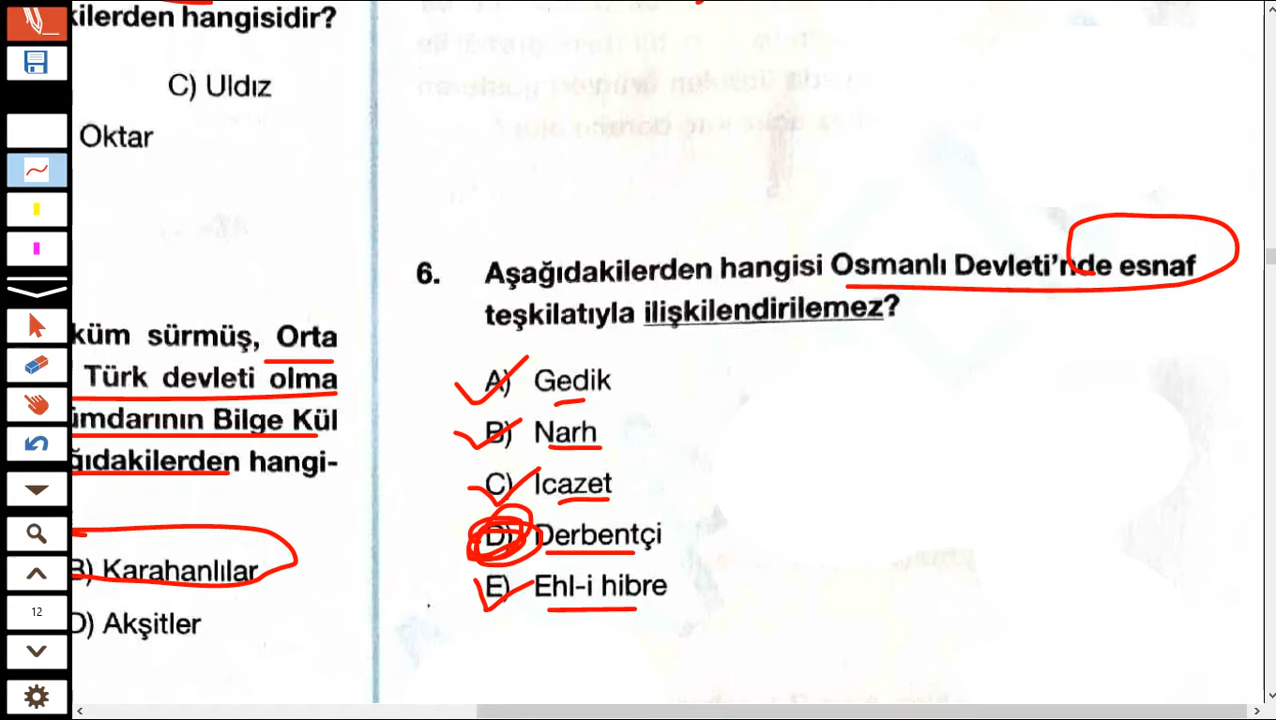 kilerden hangisidir?
C) Uldız
Oktar
küm sürmüş, Orta
Türk devleti olma
ümdarının Bilge Kül
ğıdakilerden hangi-
B) Karahanlılar
D) Akşitler
6. Aşağıdakilerden hangisi Osmanlı Devleti'nde esnaf
teşkilatıyla ilişkilendirilemez?
A) Gedik
B) Narh
C) Icazet
D) Derbentçi
E) Ehl-i hibre
12